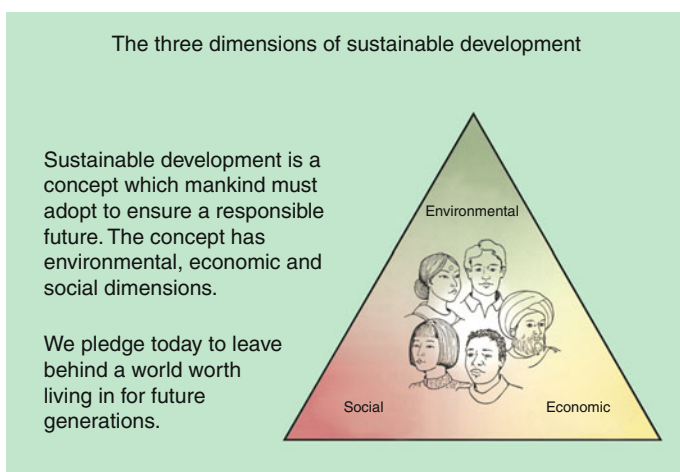 The three dimensions of sustainable development
Sustainable development is a
concept which mankind must
adopt to ensure a responsible
future. The concept has
environmental, economic and
social dimensions.
We pledge today to leave
behind a world worth
living in for future
generations.
Environmental
Social
Economic